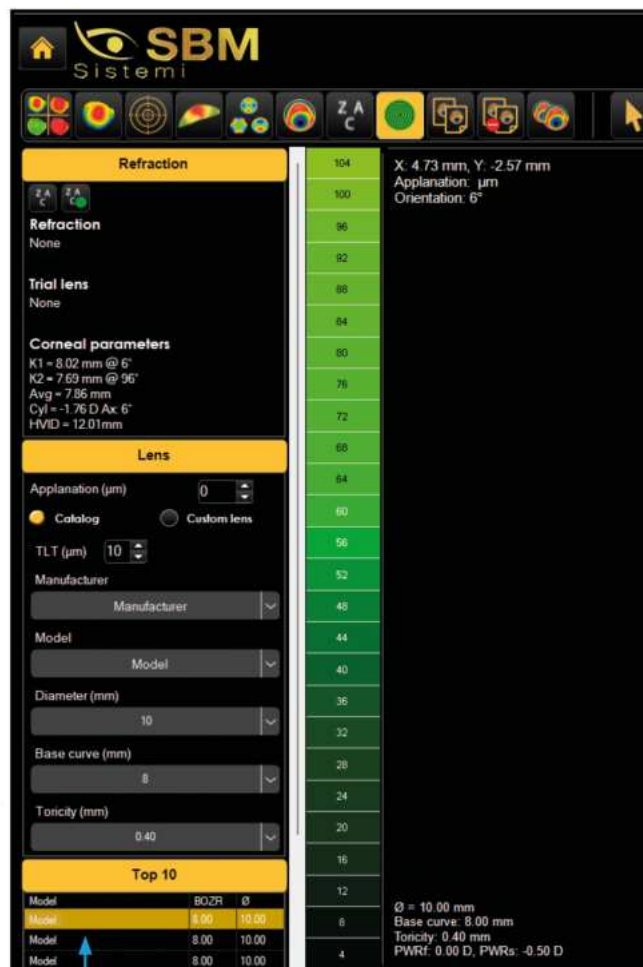 SBM
Sistemi
Z A
C
Refraction
Z A
C
Z A
C
Refraction
None
Trial lens
None
Corneal parameters
K1 = 8.02 mm @ 6°
K2 = 7.69 mm @ 96°
Avg = 7.86 mm
Cyl = -1.76 D Ax: 6°
HVID = 12.01mm
Lens
Applanation (µm) 0
Catalog Custom lens
TLT (µm) 10
Manufacturer
Manufacturer
Model
Model
Diameter (mm)
10
Base curve (mm)
8
Toricity (mm)
0.40
Top 10
Model BOZR Ø
Model 8.00 10.00
Model 8.00 10.00
Model 8.00 10.00
104
100
96
92
88
84
80
76
72
68
64
60
56
52
48
44
40
36
32
28
24
20
16
12
8
4
X: 4.73 mm, Y: -2.57 mm
Applanation: µm
Orientation: 6°
Ø = 10.00 mm
Base curve: 8.00 mm
Toricity: 0.40 mm
PWRf: 0.00 D, PWRs: -0.50 D